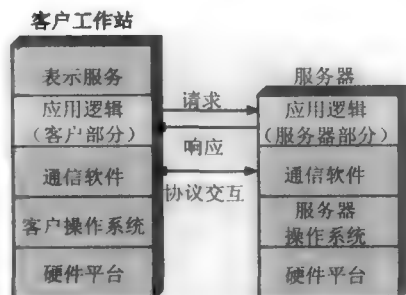 客户工作站
表示服务
应用逻辑
（客户部分）
通信软件
客户操作系统
硬件平台
请求
响应
协议交互
服务器
应用逻辑
（服务器部分）
通信软件
服务器
操作系统
硬件平台